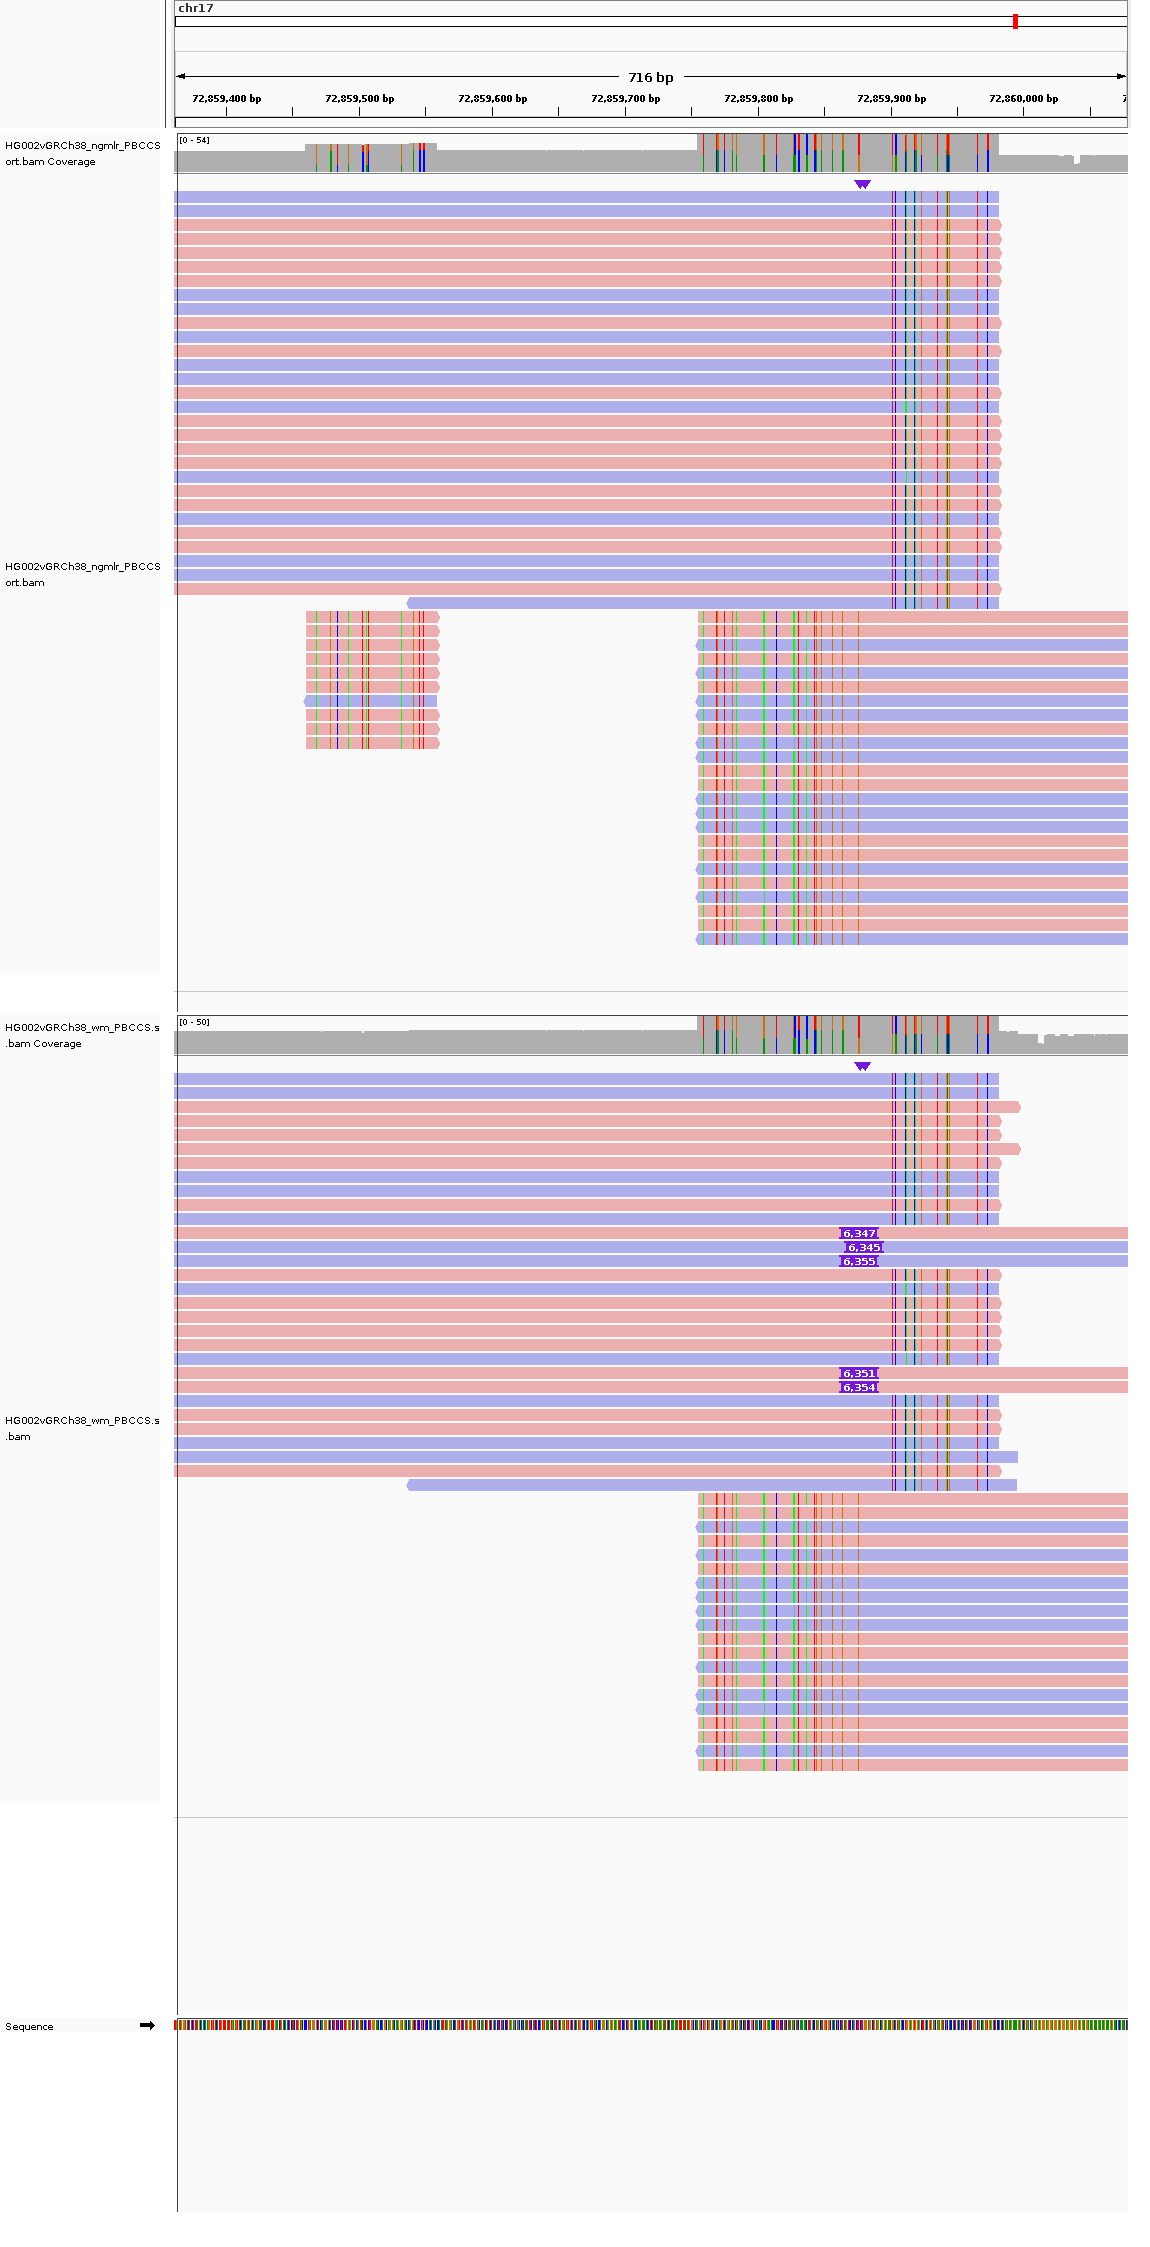 chr17
716 bp
72,859,400 bp 72,859,500 bp 72,859,600 bp 72,859,700 bp 72,859,800 bp 72,859,900 bp 72,860,000 bp 7
HG002vGRCh38_ngmlr_PBCCS
ort.bam Coverage
[0 - 54]
HG002vGRCh38_ngmlr_PBCCS
ort.bam
HG002vGRCh38_wm_PBCCS.s
.bam Coverage
[0 - 50]
6,347
6,345
6,355
6,351
6,354
HG002vGRCh38_wm_PBCCS.s
.bam
Sequence